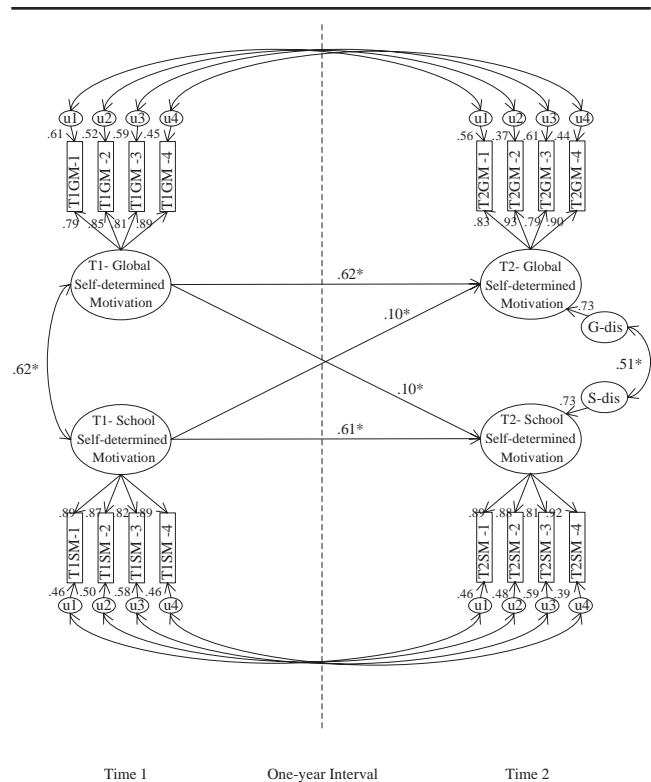 u1 u2 u3 u4 u1 u2 u3 u4
.61 .52 .59 .45 .56 .37 .61 .44
T1GM-1 T1GM -2 T1GM -3 T1GM -4 T2GM -1 T2GM -2 T2GM -3 T2GM -4
.79 .85 .81 .89 .83 .93 .79 .90
T1- Global
Self-determined
Motivation
.62*
T2- Global
Self-determined
Motivation
.73
G-dis
.10*
.62*
.51*
.10*
S-dis
.73
T1- School
Self-determined
Motivation
.61*
T2- School
Self-determined
Motivation
.89 .87 .82 .89 .89 .88 .81 .92
T1SM-1 T1SM -2 T1SM -3 T1SM -4 T2SM -1 T2SM -2 T2SM -3 T2SM -4
.46 .50 .58 .46 .46 .48 .59 .39
u1 u2 u3 u4 u1 u2 u3 u4
Time 1 One-year Interval Time 2